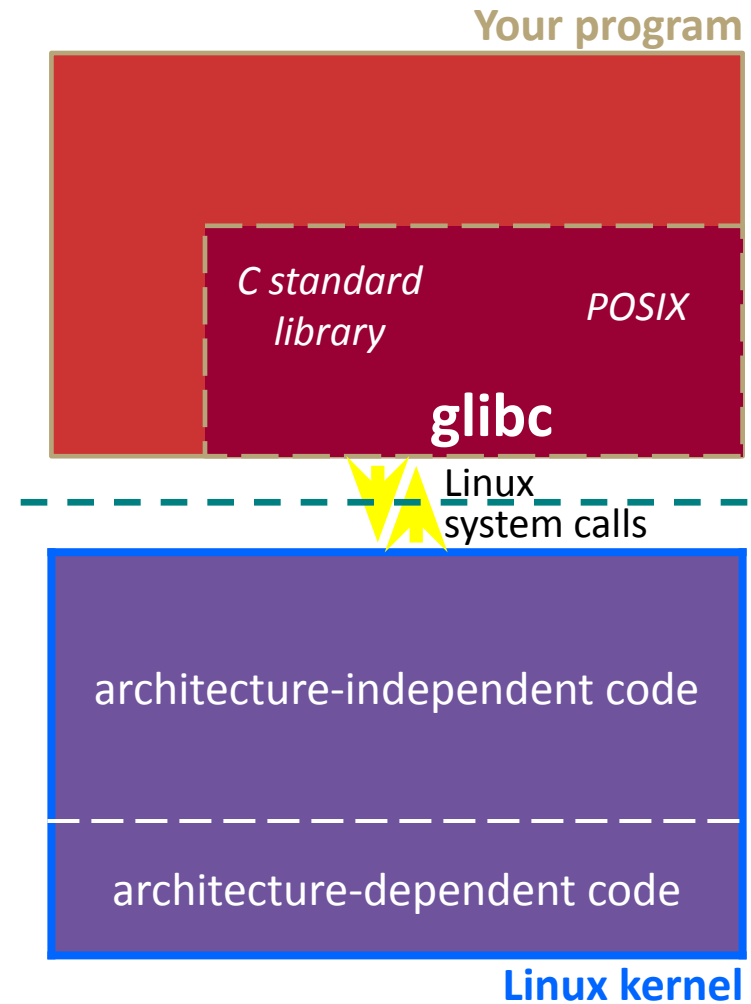 Your program
C standard
library
POSIX
glibc
Linux
system calls
architecture-independent code
architecture-dependent code
Linux kernel